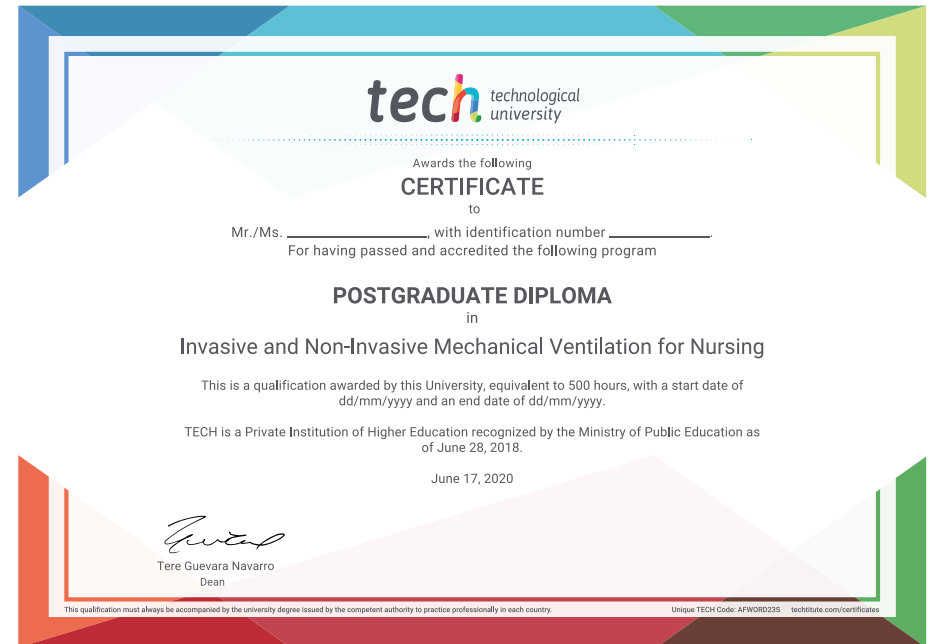 tech technological
university
Awards the following
CERTIFICATE
to
Mr./Ms. ____________________, with identification number ______________.
For having passed and accredited the following program
POSTGRADUATE DIPLOMA
in
Invasive and Non-Invasive Mechanical Ventilation for Nursing
This is a qualification awarded by this University, equivalent to 500 hours, with a start date of
dd/mm/yyyy and an end date of dd/mm/yyyy.
TECH is a Private Institution of Higher Education recognized by the Ministry of Public Education as
of June 28, 2018.
June 17, 2020
Tere Guevara Navarro
Dean
This qualification must always be accompanied by the university degree issued by the competent authority to practice professionally in each country. Unique TECH Code: AFWORD23S techtitute.com/certificates